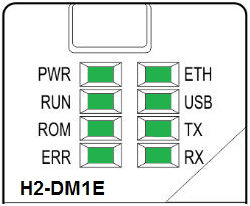 PWR ETH
RUN USB
ROM TX
ERR RX
H2-DM1E